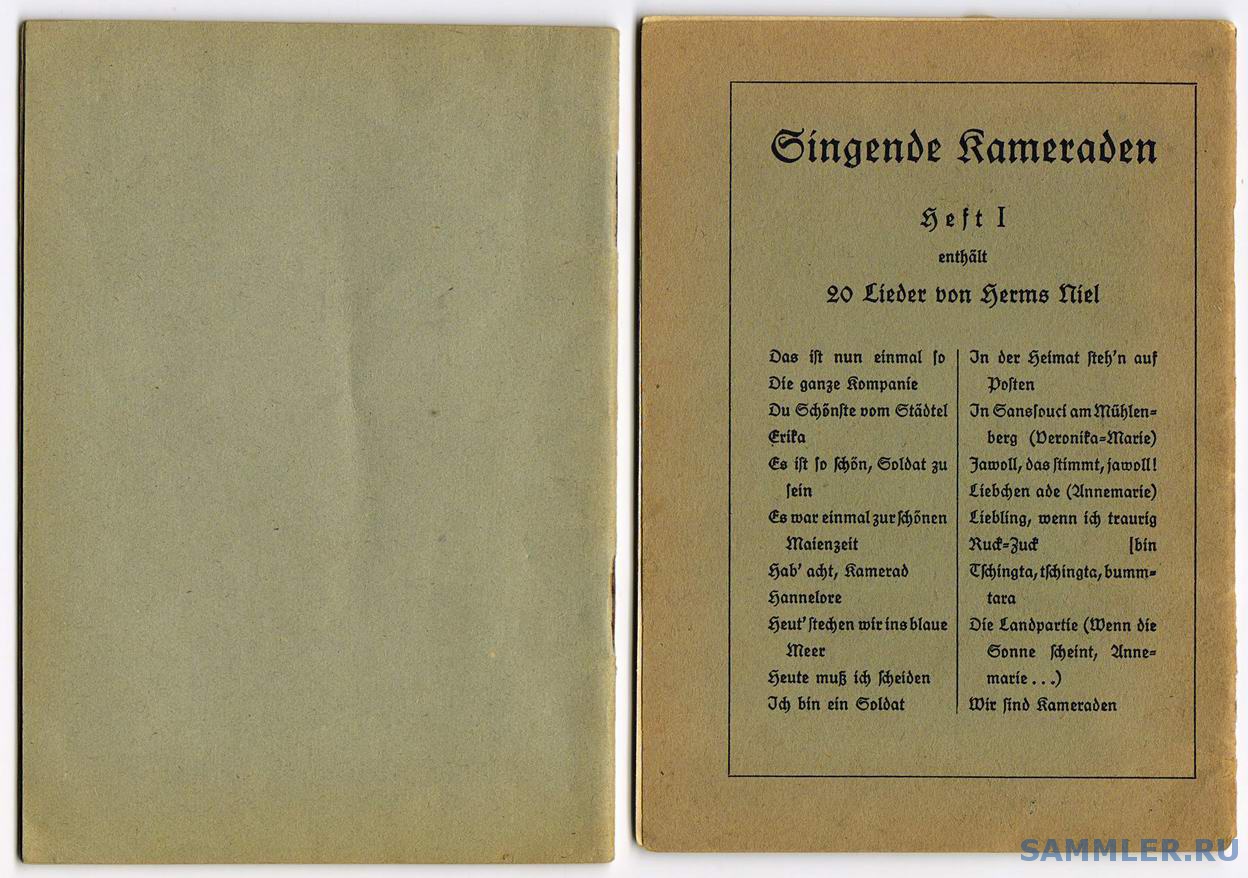 Singende Kameraden
Heft I
enthält
20 Lieder von Herms Niel
Das ist nun einmal so
Die ganze Kompanie
Du Schönste vom Städtel
Erika
Es ist so schön, Soldat zu
sein
Es war einmal zur schönen
Maienzeit
Hab' acht, Kamerad
Hannelore
Heut' stechen wir ins blaue
Meer
Heute muß ich scheiden
Ich bin ein Soldat
In der Heimat steh'n auf
Posten
In Sanssouci am Mühlen-
berg (Veronika-Marie)
Jawoll, das stimmt, jawoll!
Liebchen ade (Annemarie)
Liebling, wenn ich traurig
Ruck-Zuck [bin
Tschingta, tschingta, bumm-
tara
Die Landpartie (Wenn die
Sonne scheint, Anne-
marie...)
Wir sind Kameraden
SAMMLER.RU